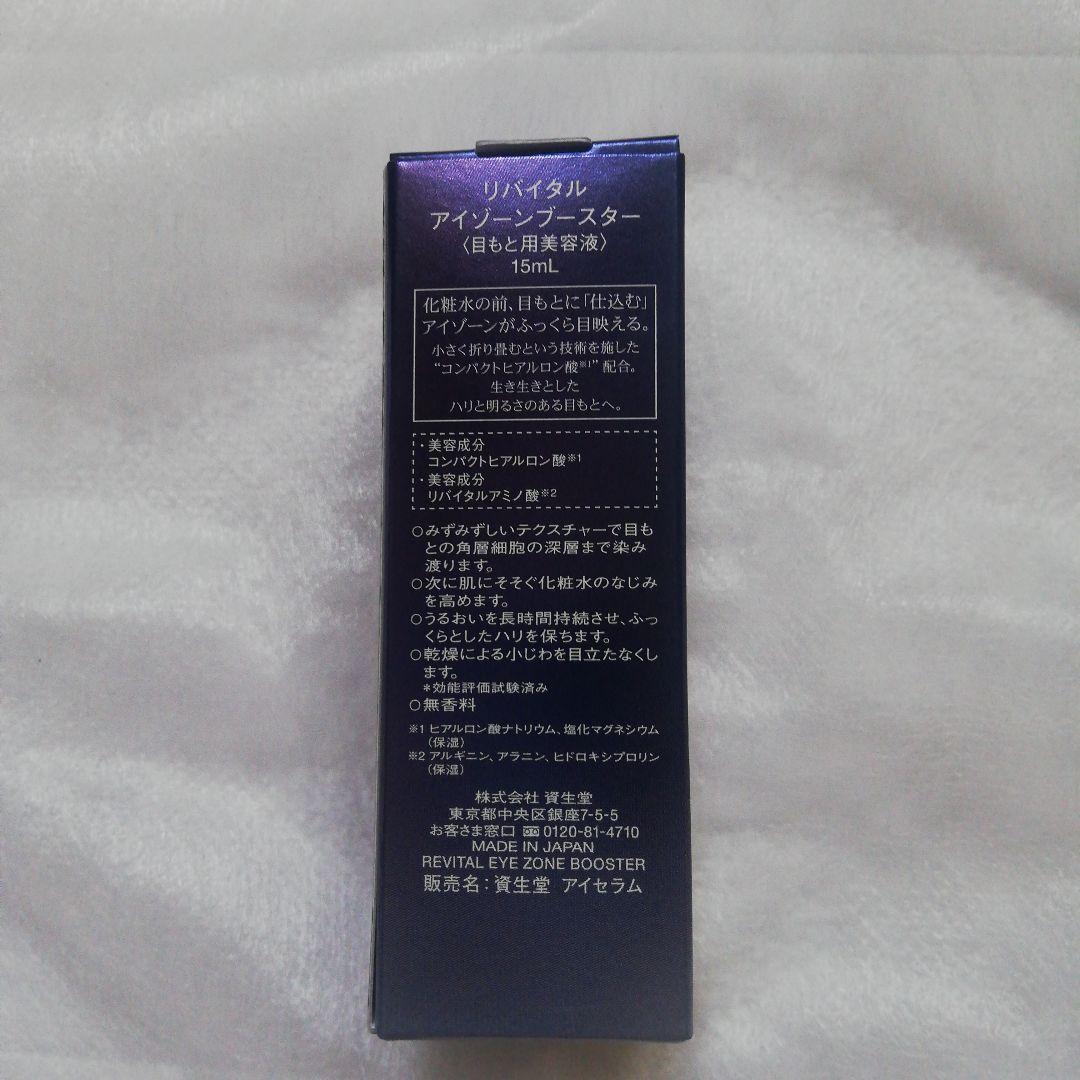 リバイタル
アイゾーンブースター
〈目もと用美容液〉
15mL
化粧水の前、目もとに「仕込む」
アイゾーンがふっくら目映える。
小さく折り畳むという技術を施した
“コンパクトヒアルロン酸※1”配合。
生き生きとした
ハリと明るさのある目もとへ。
・美容成分
コンパクトヒアルロン酸※1
・美容成分
リバイタルアミノ酸※2
○みずみずしいテクスチャーで目も
との角層細胞の深層まで染み
渡ります。
○次に肌にそそぐ化粧水のなじみ
を高めます。
○うるおいを長時間持続させ、ふっ
くらとしたハリを保ちます。
○乾燥による小じわを目立たなくし
ます。
*効能評価試験済み
○無香料
※1 ヒアルロン酸ナトリウム、塩化マグネシウム
（保湿）
※2 アルギニン、アラニン、ヒドロキシプロリン
（保湿）
株式会社 資生堂
東京都中央区銀座7-5-5
お客さま窓口 0120-81-4710
MADE IN JAPAN
REVITAL EYE ZONE BOOSTER
販売名：資生堂 アイセラム